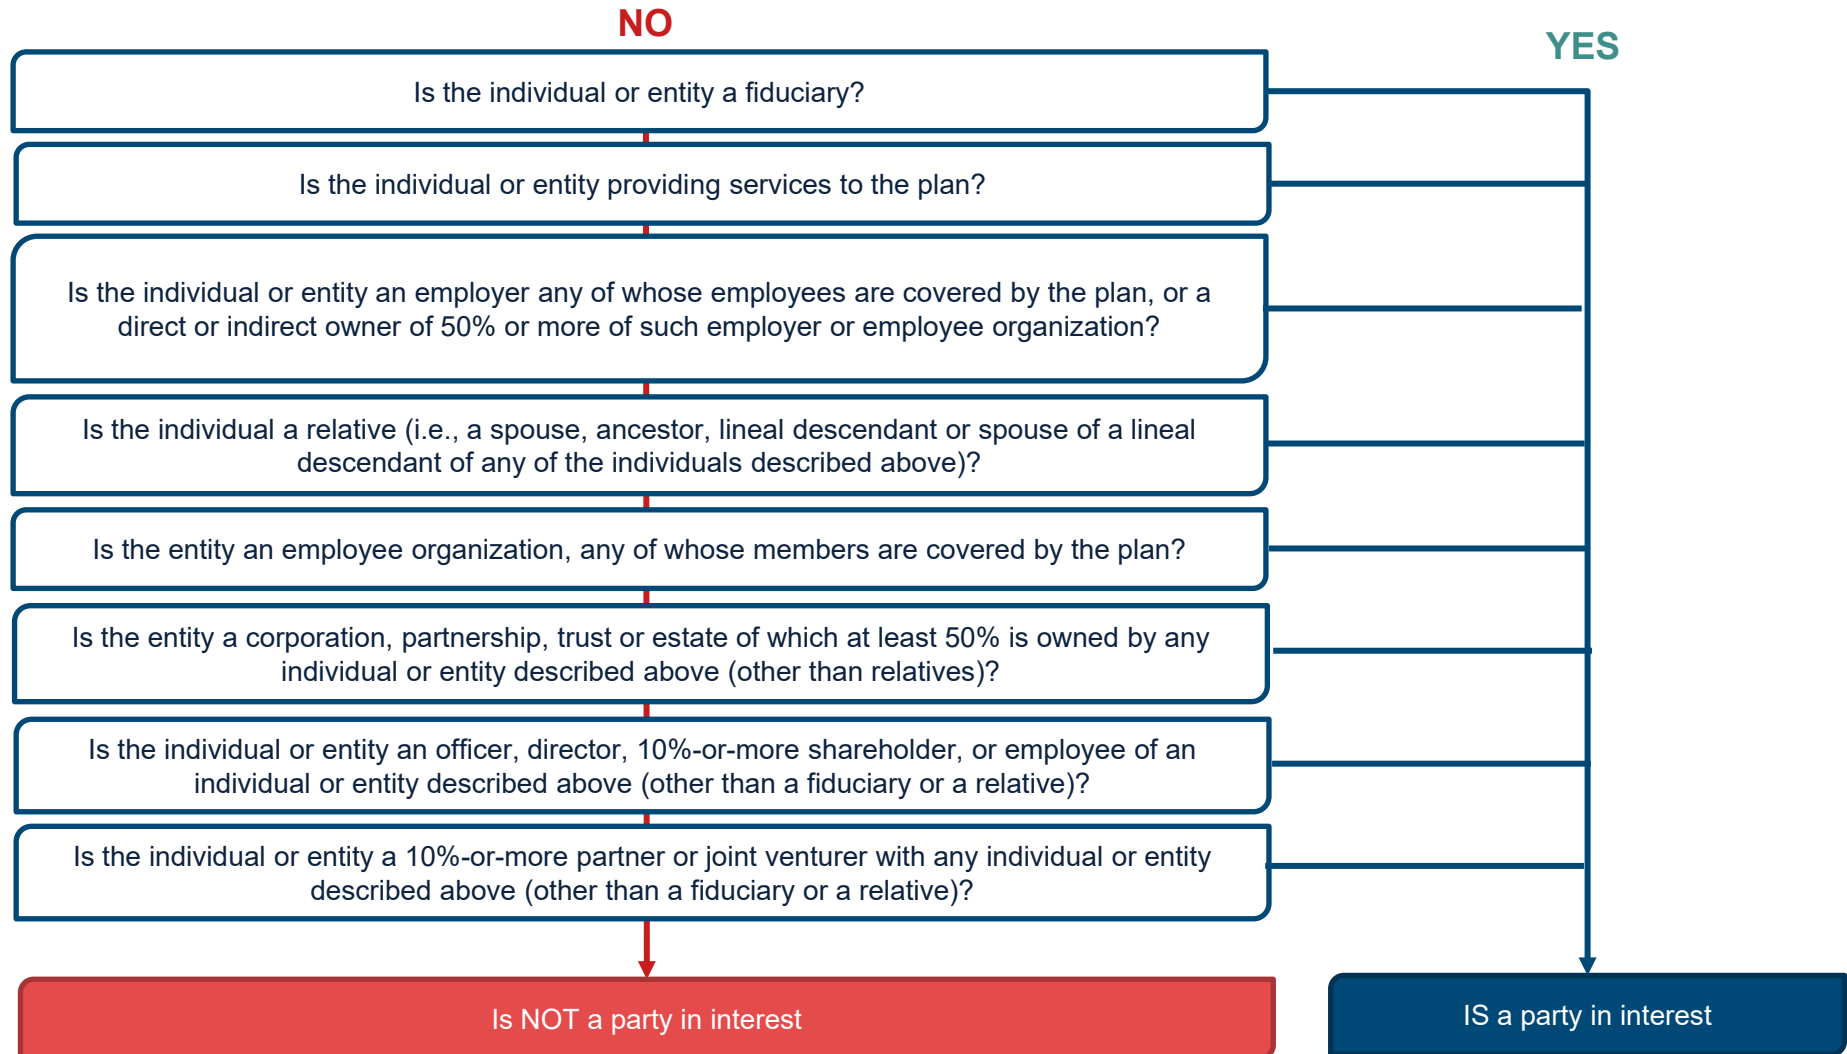 NO
YES
Is the individual or entity a fiduciary?
Is the individual or entity providing services to the plan?
Is the individual or entity an employer any of whose employees are covered by the plan, or a
direct or indirect owner of 50% or more of such employer or employee organization?
Is the individual a relative (i.e., a spouse, ancestor, lineal descendant or spouse of a lineal
descendant of any of the individuals described above)?
Is the entity an employee organization, any of whose members are covered by the plan?
Is the entity a corporation, partnership, trust or estate of which at least 50% is owned by any
individual or entity described above (other than relatives)?
Is the individual or entity an officer, director, 10%-or-more shareholder, or employee of an
individual or entity described above (other than a fiduciary or a relative)?
Is the individual or entity a 10%-or-more partner or joint venturer with any individual or entity
described above (other than a fiduciary or a relative)?
Is NOT a party in interest
IS a party in interest